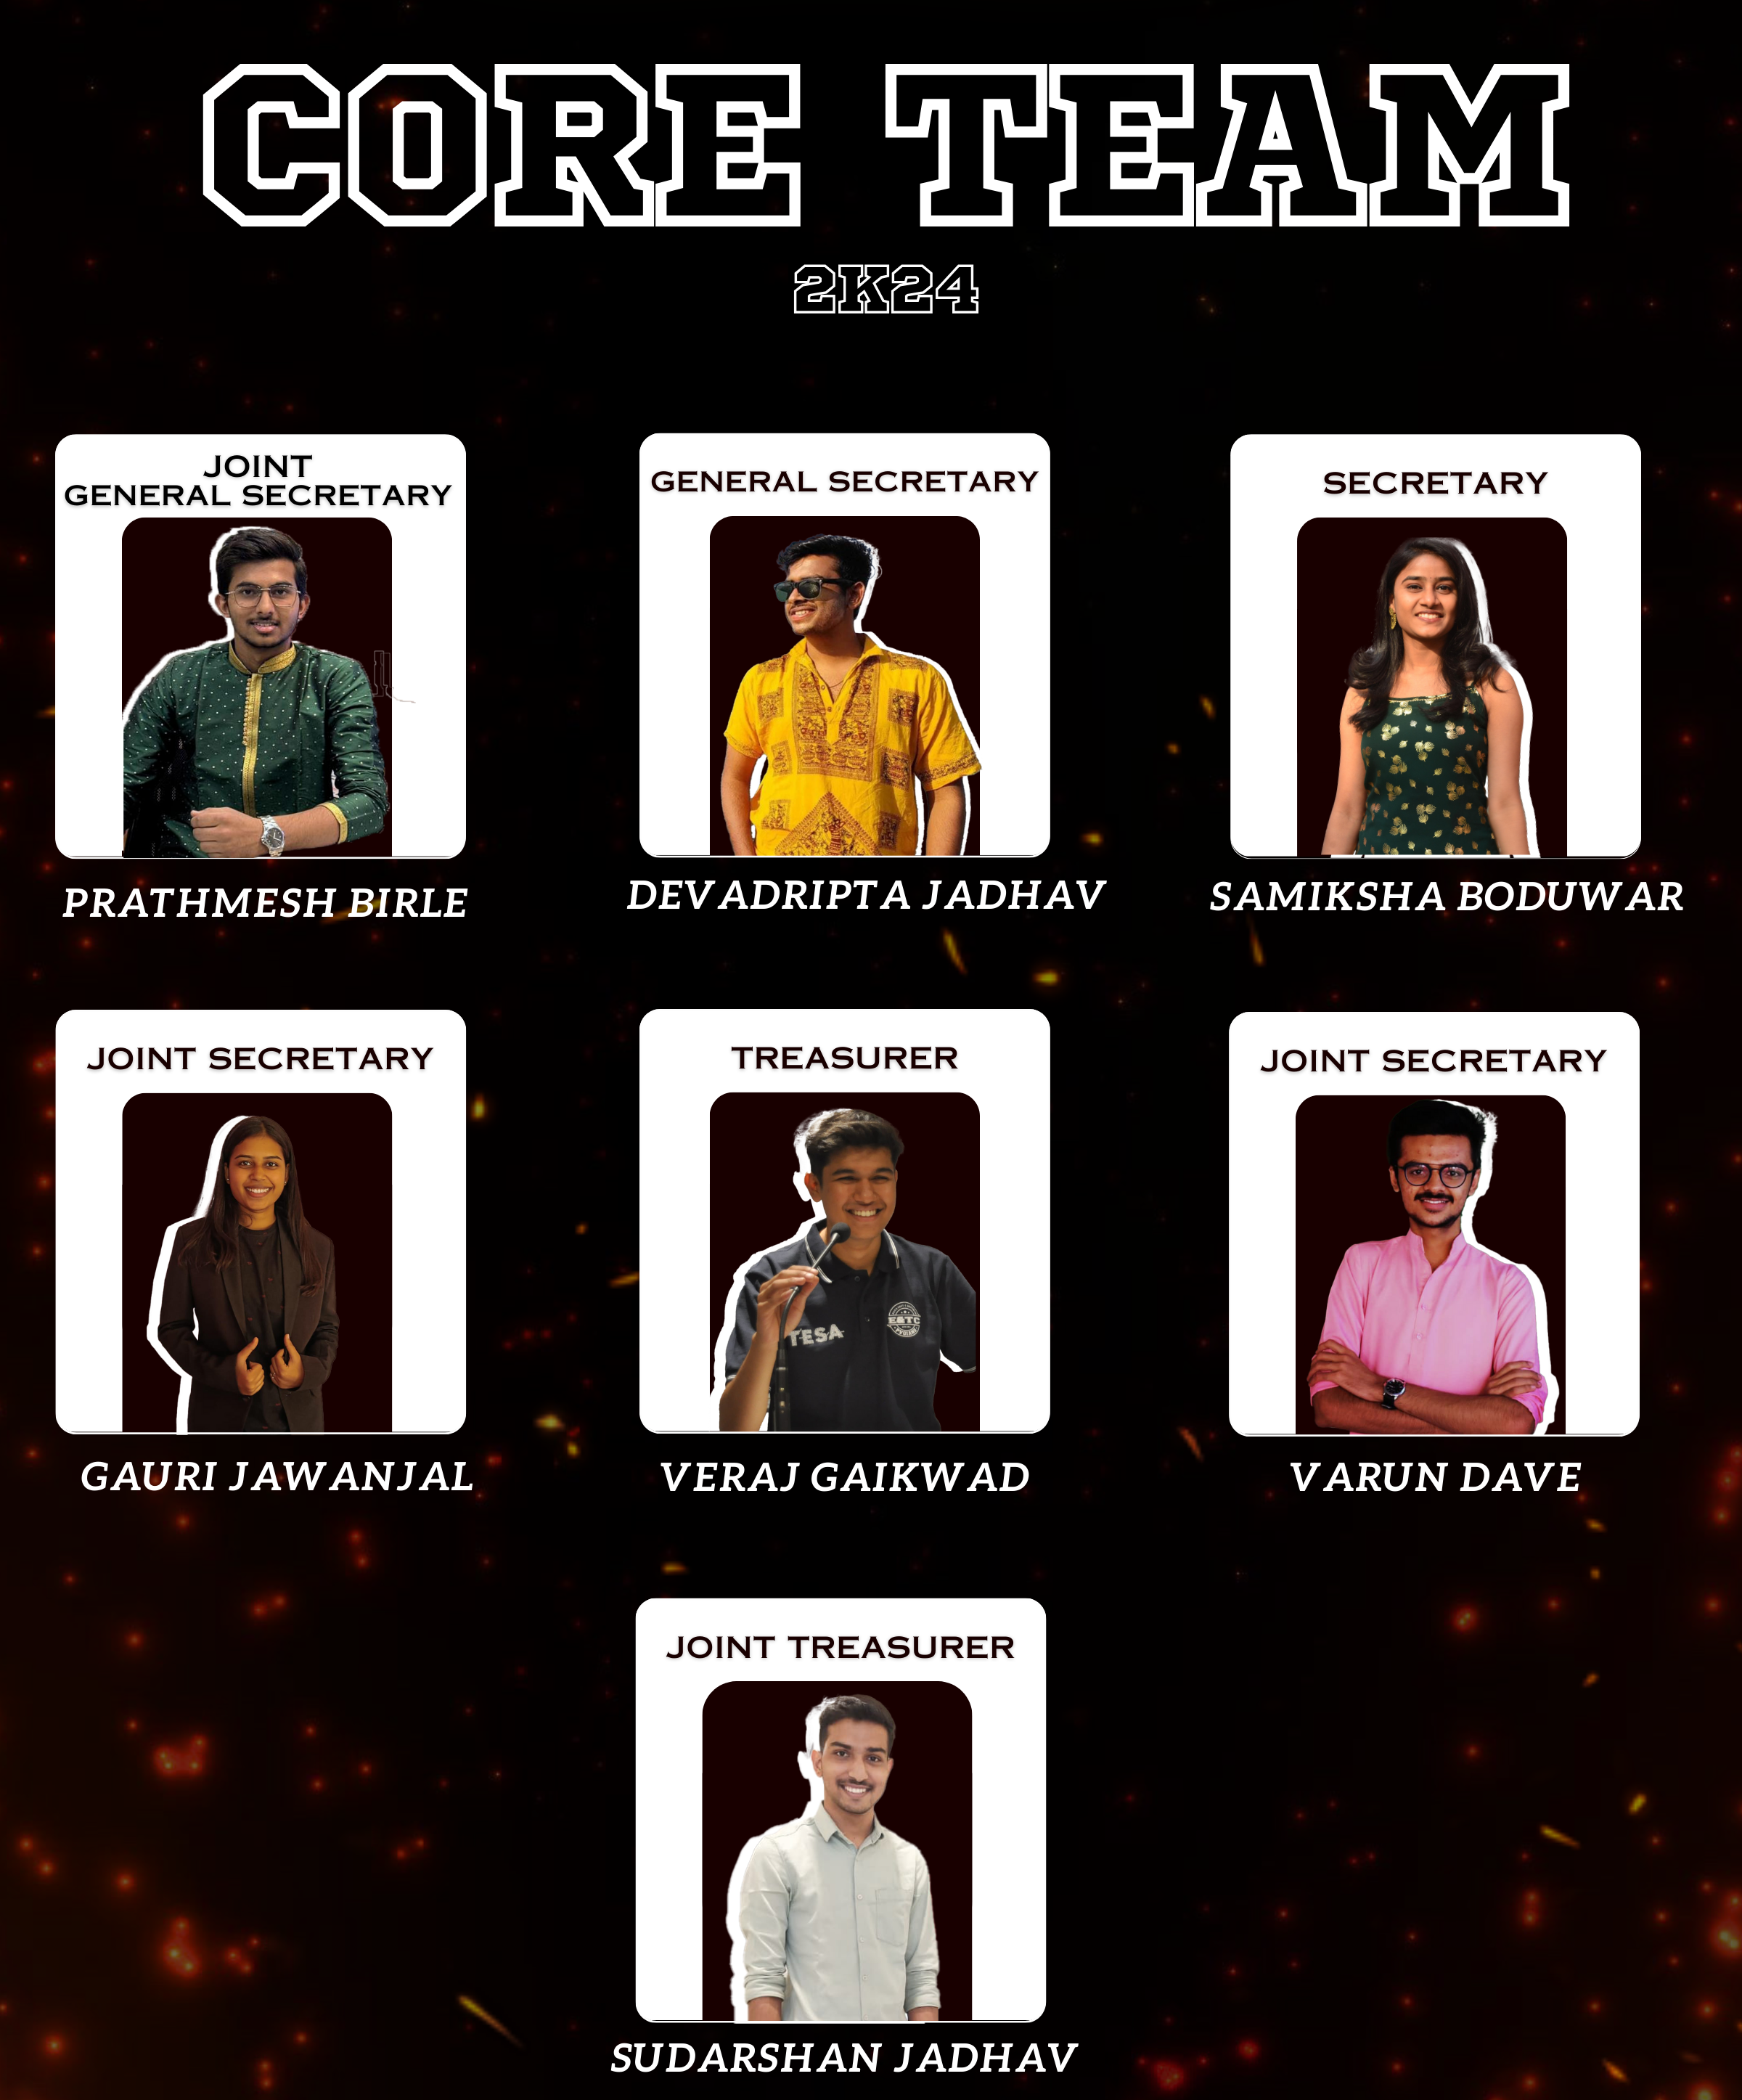 CORE TEAM
2K24
JOINT
GENERAL SECRETARY
PRATHMESH BIRLE
GENERAL SECRETARY
DEVADRIPTA JADHAV
SECRETARY
SAMIKSHA BODUWAR
JOINT SECRETARY
GAURI JAWANJAL
TREASURER
TESA
E&TC
VERAJ GAIKWAD
JOINT SECRETARY
VARUN DAVE
JOINT TREASURER
SUDARSHAN JADHAV